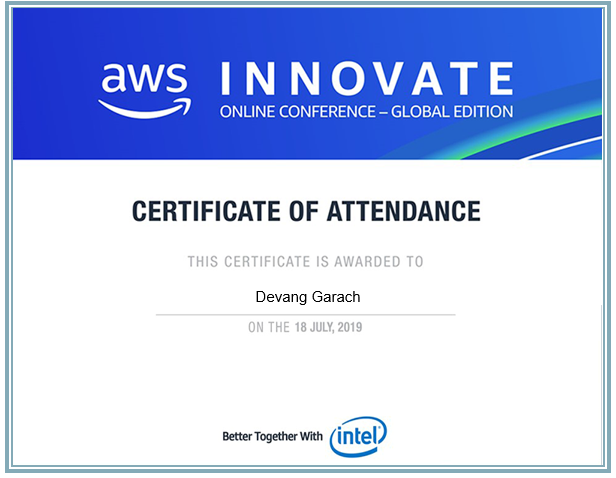 aws INNOVATE
ONLINE CONFERENCE – GLOBAL EDITION
CERTIFICATE OF ATTENDANCE
THIS CERTIFICATE IS AWARDED TO
Devang Garach
ON THE 18 JULY, 2019
Better Together With intel